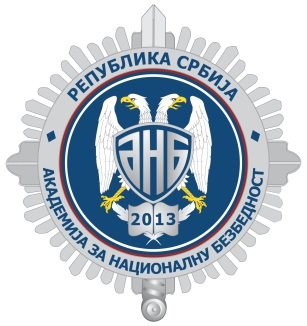 РЕПУБЛИКА СРБИЈА
АНБ
2013
АКАДЕМИЈА ЗА НАЦИОНАЛНУ БЕЗБЕДНОСТ